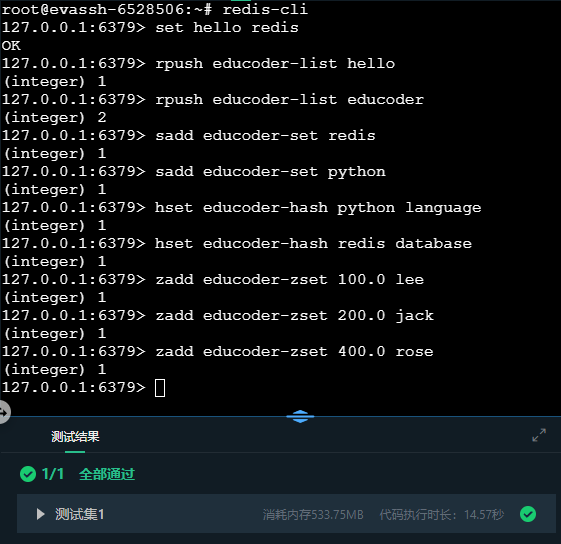 root@evassh-6528506:~# redis-cli
127.0.0.1:6379> set hello redis
OK
127.0.0.1:6379> rpush educoder-list hello
(integer) 1
127.0.0.1:6379> rpush educoder-list educoder
(integer) 2
127.0.0.1:6379> sadd educoder-set redis
(integer) 1
127.0.0.1:6379> sadd educoder-set python
(integer) 1
127.0.0.1:6379> hset educoder-hash python language
(integer) 1
127.0.0.1:6379> hset educoder-hash redis database
(integer) 1
127.0.0.1:6379> zadd educoder-zset 100.0 lee
(integer) 1
127.0.0.1:6379> zadd educoder-zset 200.0 jack
(integer) 1
127.0.0.1:6379> zadd educoder-zset 400.0 rose
(integer) 1
127.0.0.1:6379>
测试结果
1/1 全部通过
测试集1 消耗内存533.75MB 代码执行时长：14.57秒